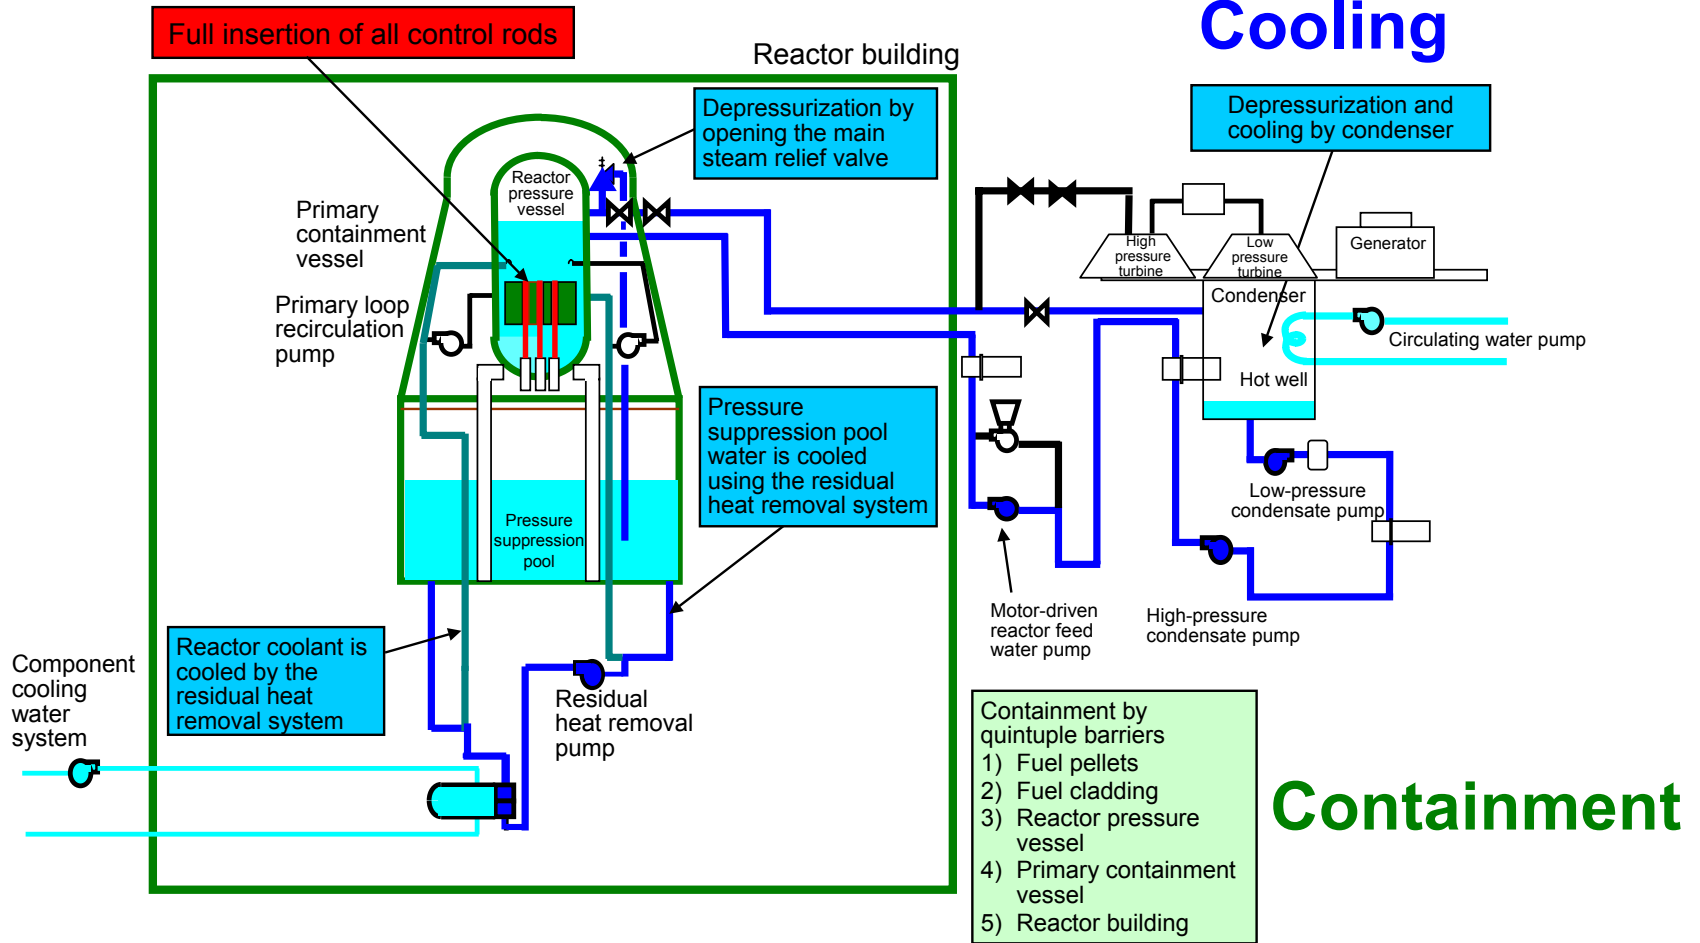 Cooling
Full insertion of all control rods
Reactor building
Depressurization by
opening the main
steam relief valve
Depressurization and
cooling by condenser
Reactor
pressure
vessel
Primary
containment
vessel
High
pressure
turbine
Low
pressure
turbine
Generator
Condenser
Primary loop
recirculation
pump
Circulating water pump
Hot well
Pressure
suppression pool
water is cooled
using the residual
heat removal system
Low-pressure
condensate pump
Pressure
suppression
pool
Motor-driven
reactor feed
water pump
High-pressure
condensate pump
Reactor coolant is
cooled by the
residual heat
removal system
Component
cooling
water
system
Residual
heat removal
pump
Containment by
quintuple barriers
1) Fuel pellets
2) Fuel cladding
3) Reactor pressure
vessel
4) Primary containment
vessel
5) Reactor building
Containment